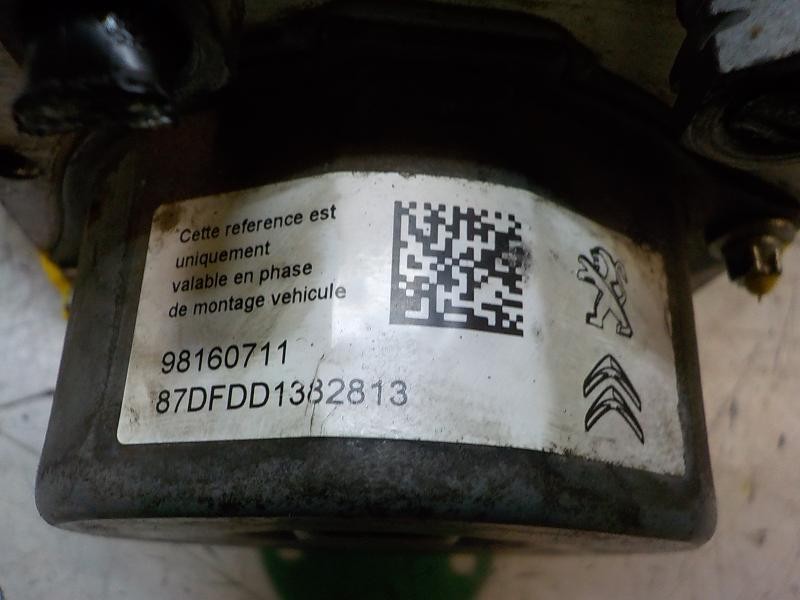 Cette reference est
uniquement
valable en phase
de montage vehicule
98160711
87DFDD1382813